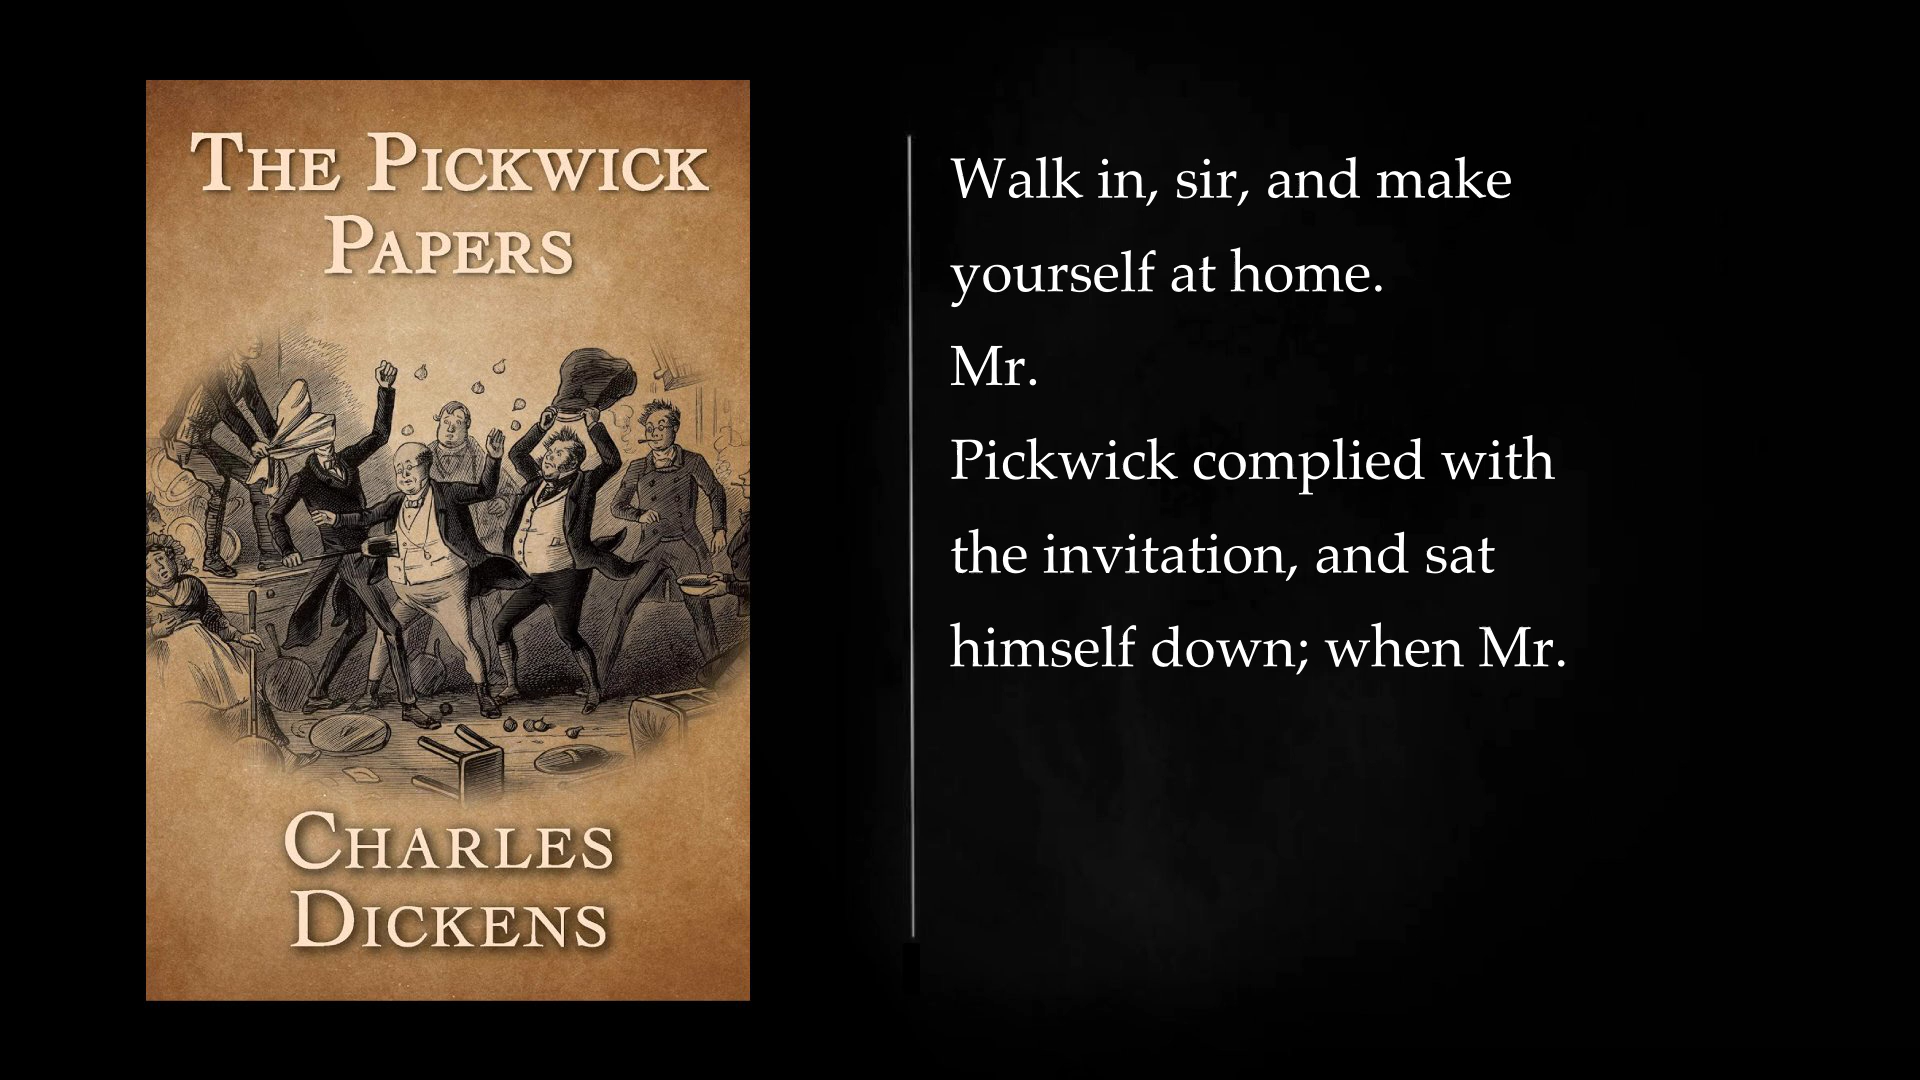 The Pickwick
Papers
Charles
Dickens
Walk in, sir, and make
yourself at home.
Mr.
Pickwick complied with
the invitation, and sat
himself down; when Mr.